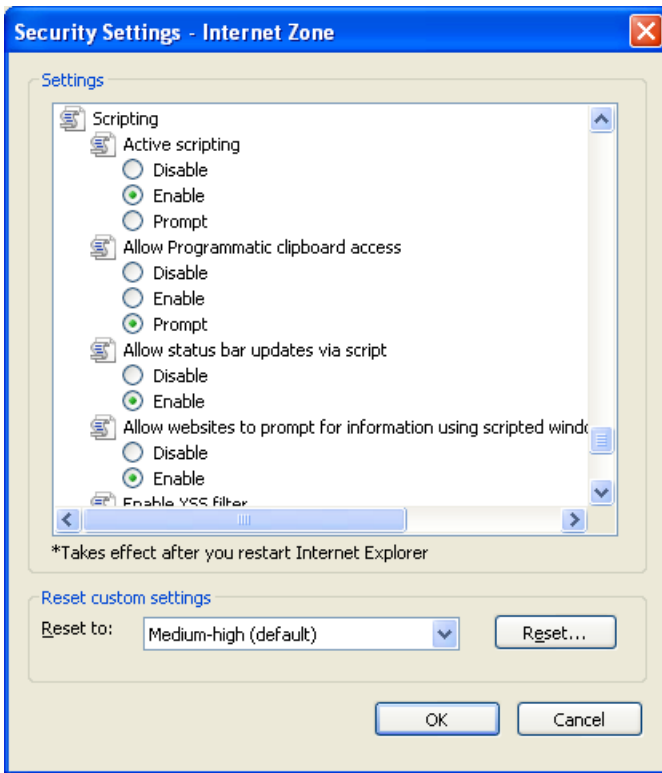 Security Settings - Internet Zone
Settings
Scripting
Active scripting
Disable
Enable
Prompt
Allow Programmatic clipboard access
Disable
Enable
Prompt
Allow status bar updates via script
Disable
Enable
Allow websites to prompt for information using scripted windo
Disable
Enable
Enable XSS filter
*Takes effect after you restart Internet Explorer
Reset custom settings
Reset to:
Medium-high (default)
Reset...
OK
Cancel